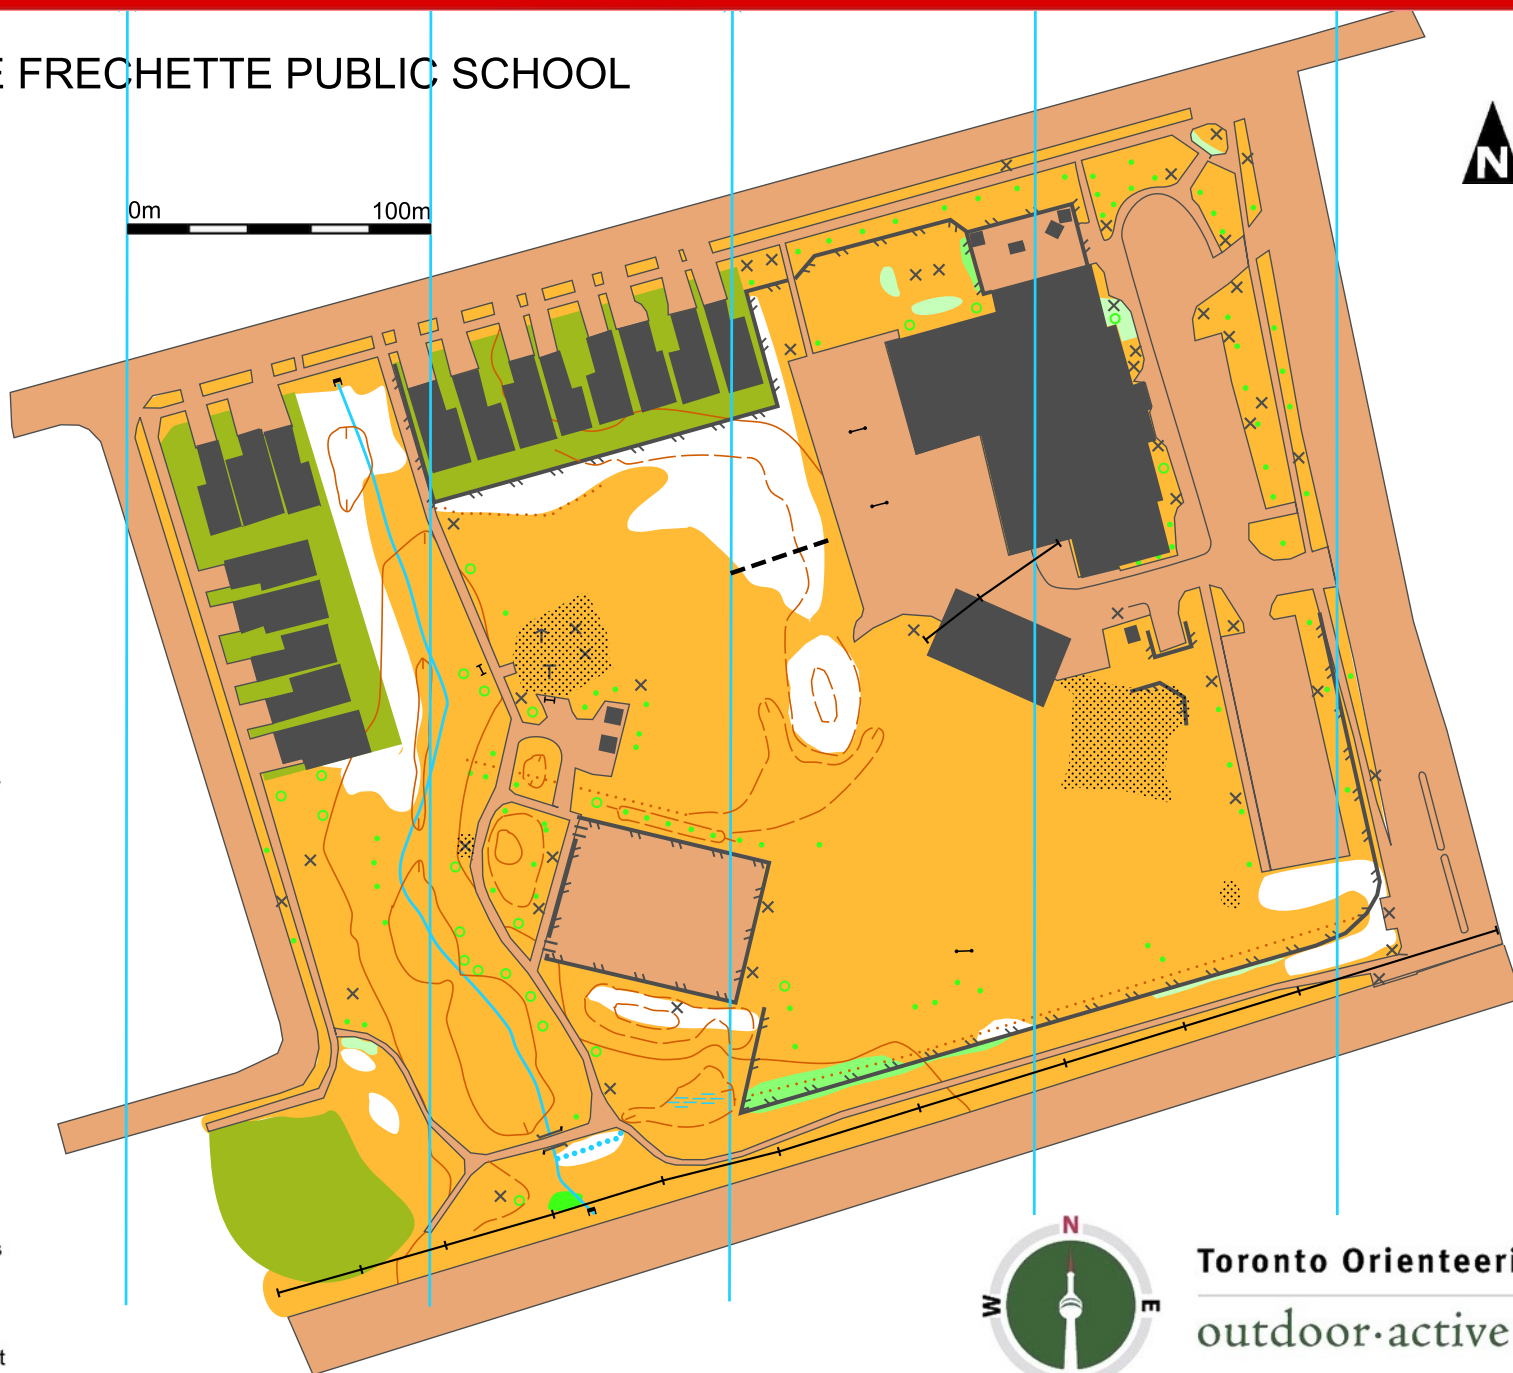 E FRECHETTE PUBLIC SCHOOL
0m 100m
N
N
W E
Toronto Orienteeri
outdoor·active
s
t